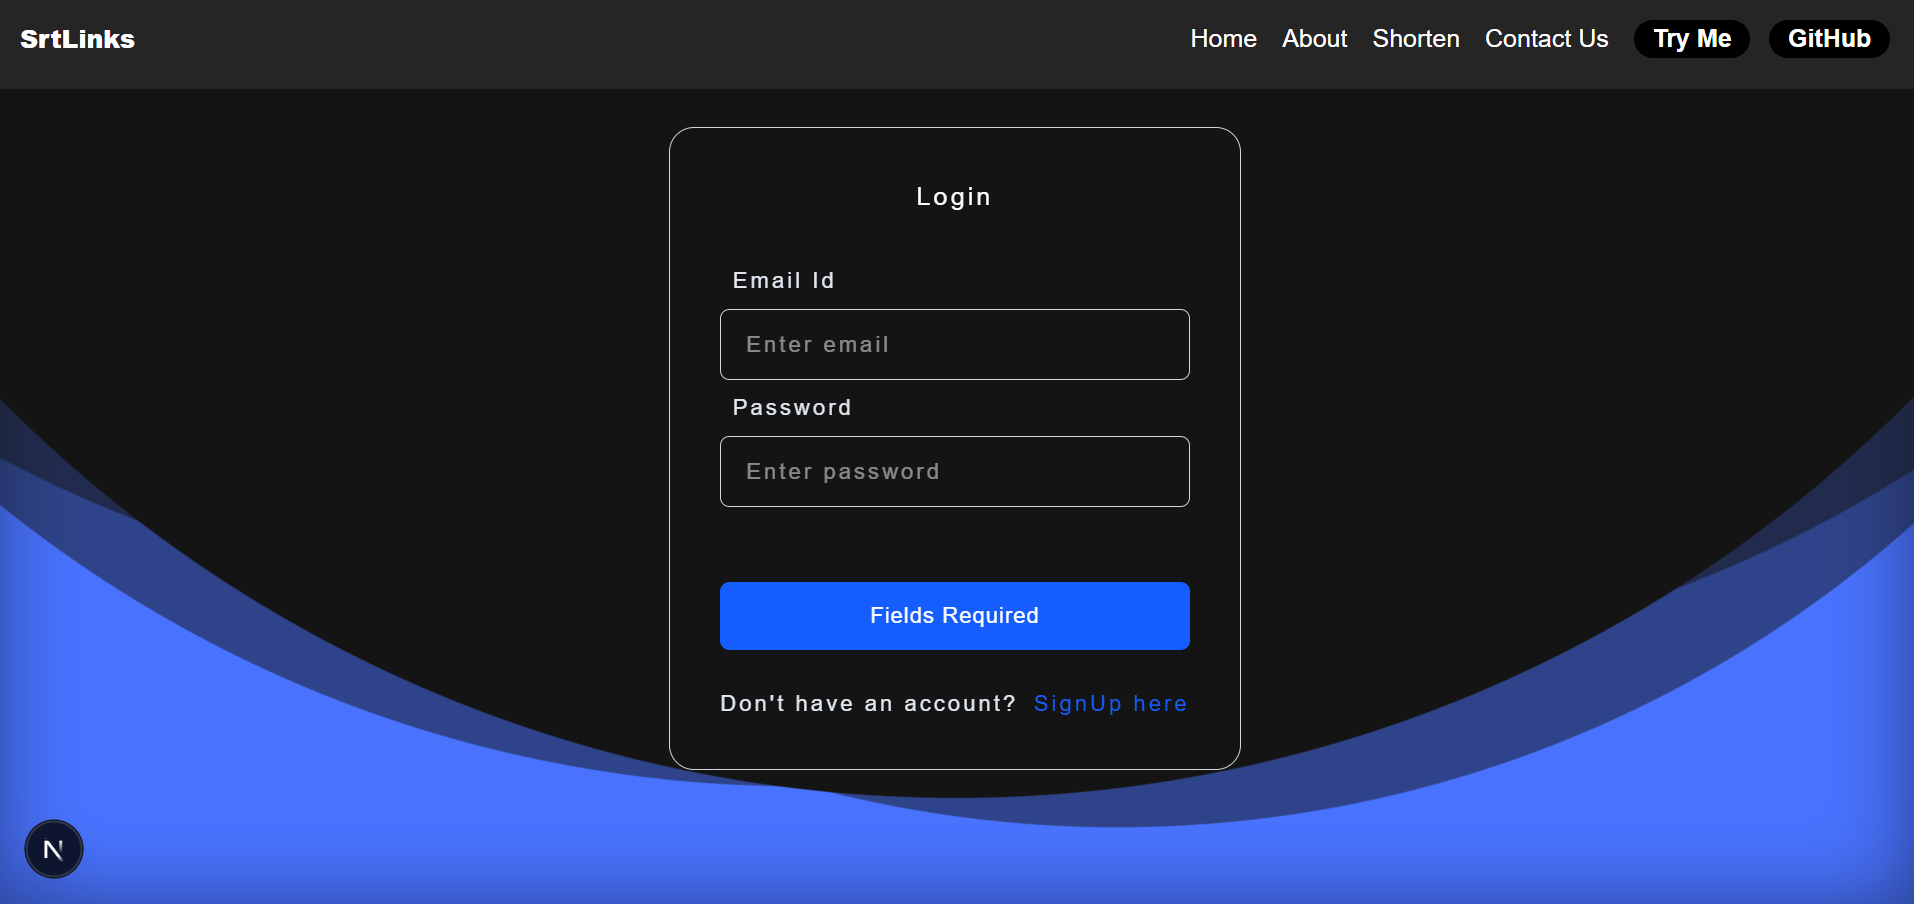 SrtLinks Home About Shorten Contact Us Try Me GitHub
Login
Email Id
Enter email
Password
Enter password
Fields Required
Don't have an account? SignUp here
N